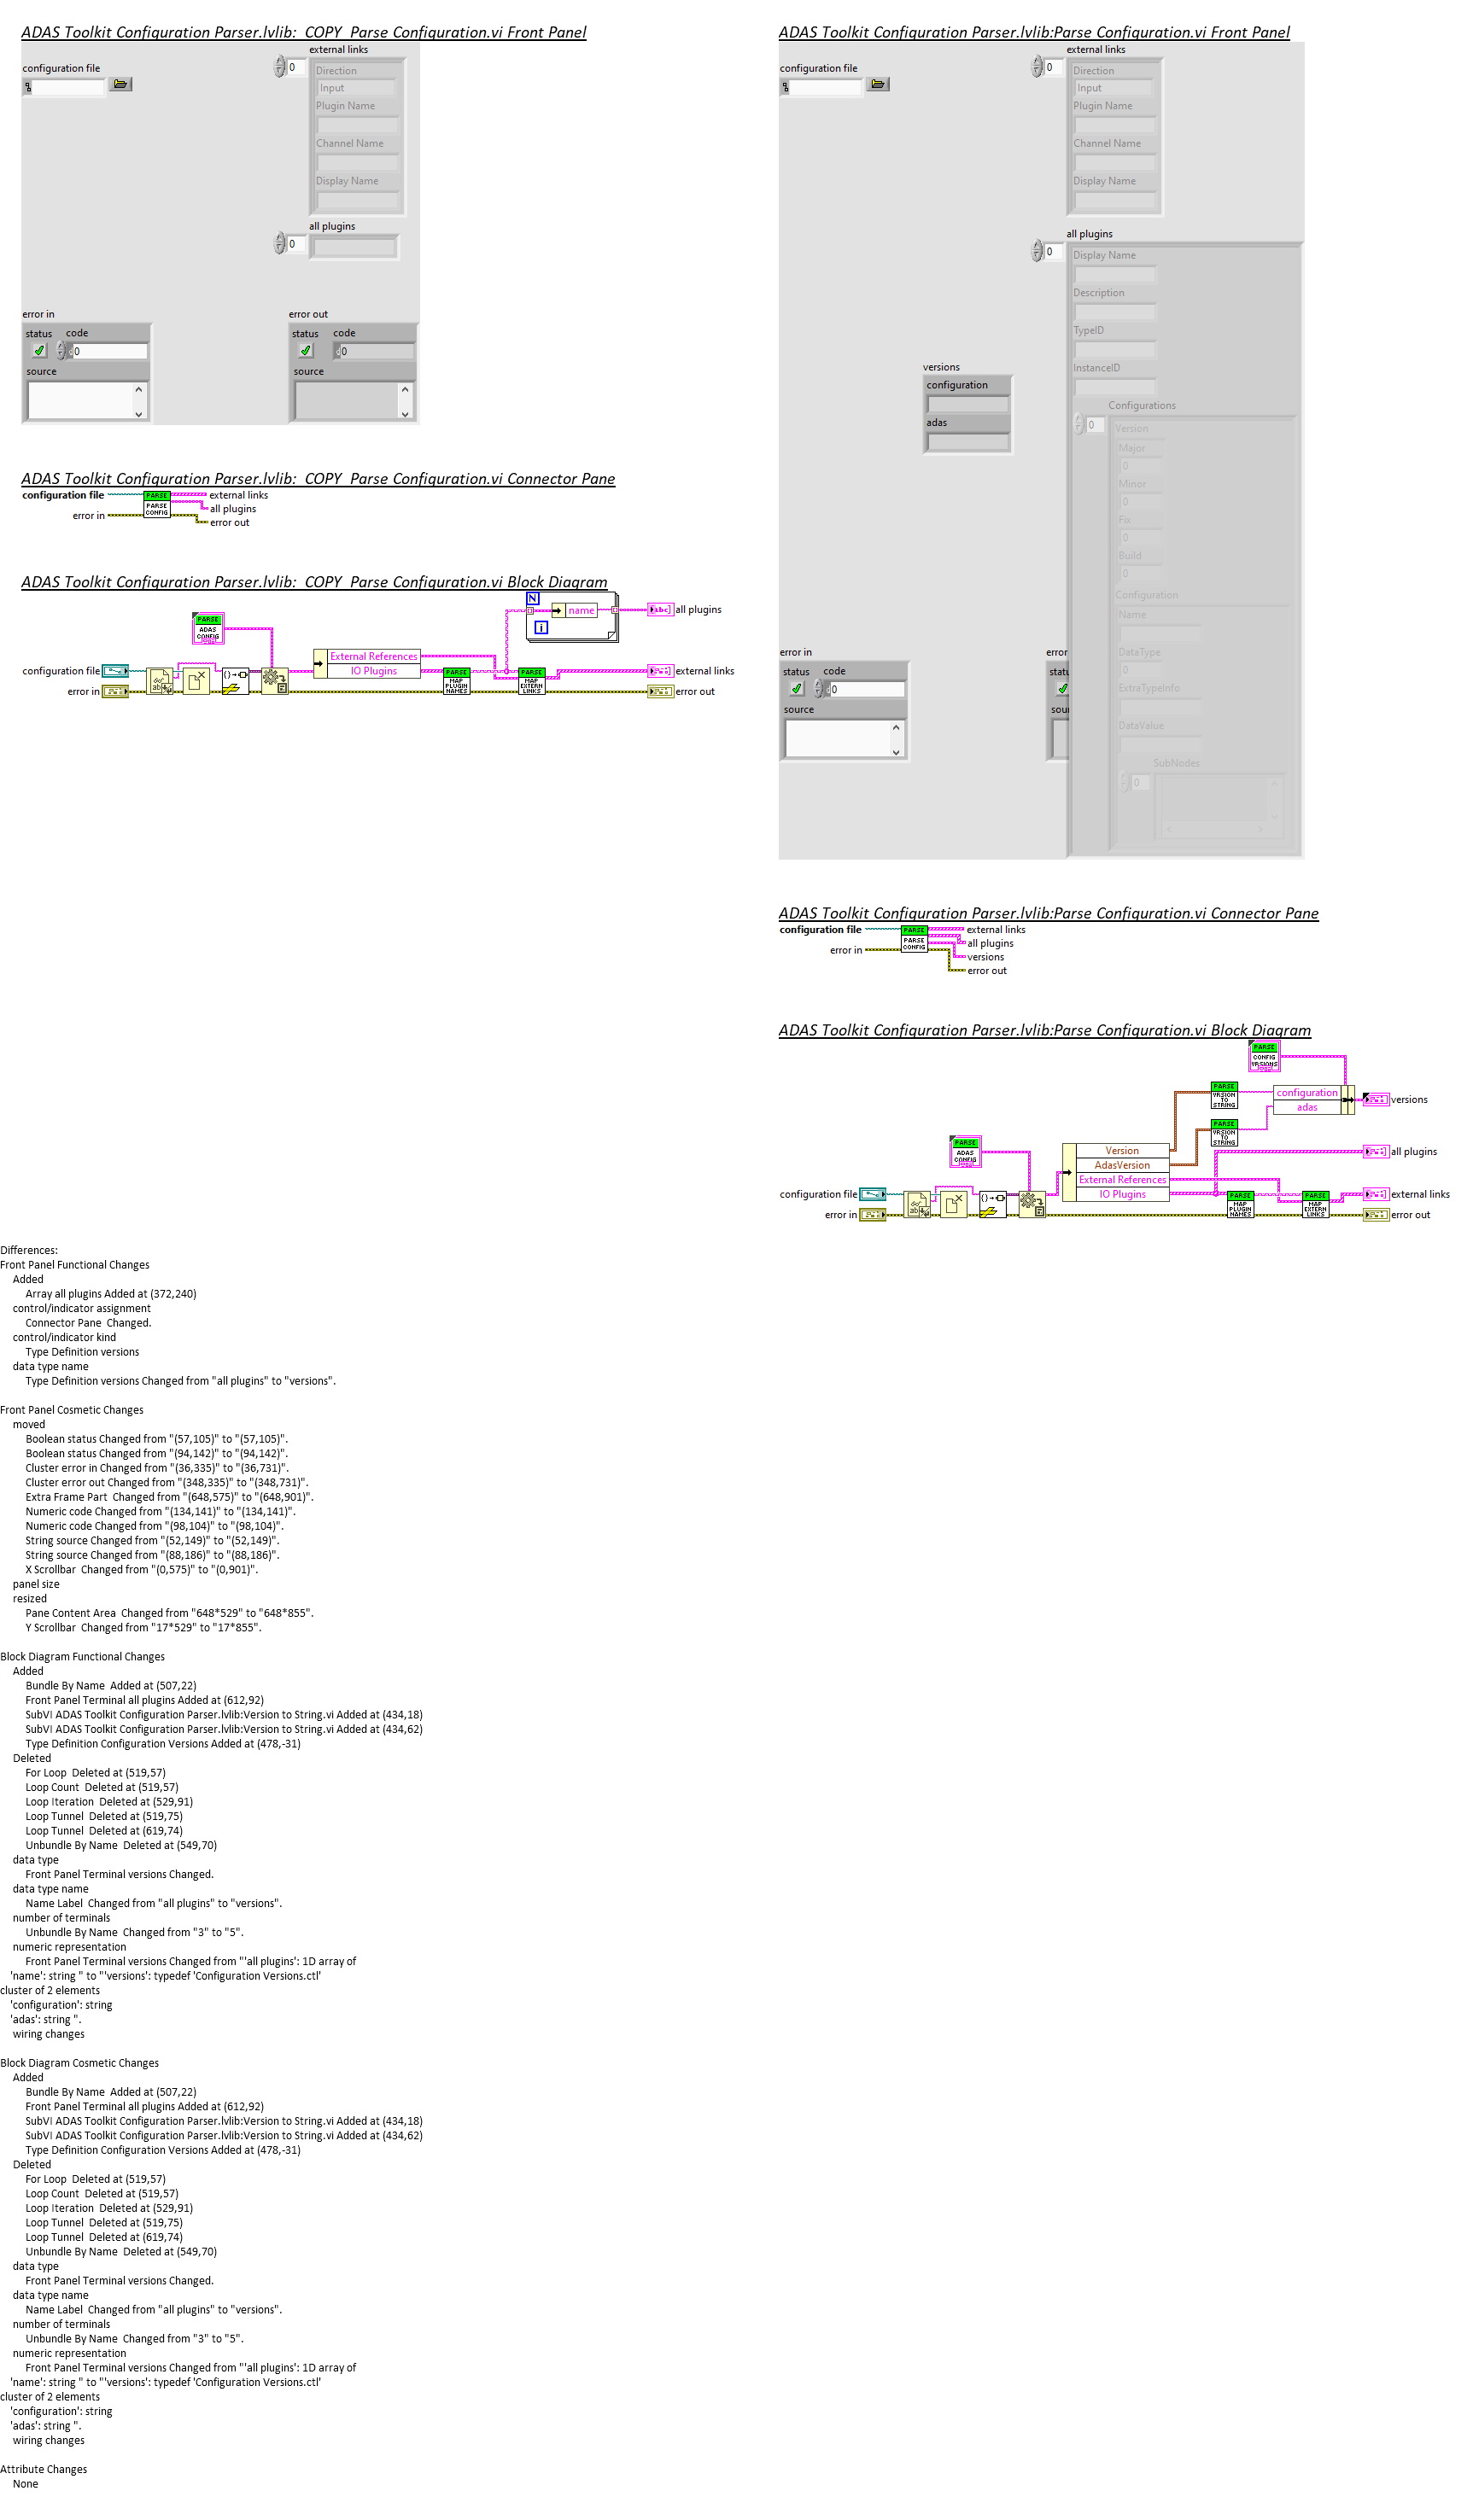 ADAS Toolkit Configuration Parser.lvlib:_COPY_Parse Configuration.vi Front Panel
configuration file
external links
0
Direction
Input
Plugin Name
Channel Name
Display Name
all plugins
0
error in
status code
0
source
error out
status code
0
source
ADAS Toolkit Configuration Parser.lvlib:_COPY_Parse Configuration.vi Connector Pane
configuration file
error in
PARSE
PARSE
CONFIG
external links
all plugins
error out
ADAS Toolkit Configuration Parser.lvlib:_COPY_Parse Configuration.vi Block Diagram
N
name
i
[abc] all plugins
PARSE
ADAS
CONFIG
External References
IO Plugins
configuration file
error in
PARSE
MAP
PLUGIN
NAMES
PARSE
MAP
EXTERN
LINKS
external links
error out
ADAS Toolkit Configuration Parser.lvlib:Parse Configuration.vi Front Panel
configuration file
external links
0
Direction
Input
Plugin Name
Channel Name
Display Name
all plugins
0
Display Name
Description
TypeID
InstanceID
Configurations
0
Version
Major
0
Minor
0
Fix
0
Build
0
Configuration
Name
DataType
0
ExtraTypeInfo
DataValue
SubNodes
0
versions
configuration
adas
error in
status code
0
source
error
statu
sour
ADAS Toolkit Configuration Parser.lvlib:Parse Configuration.vi Connector Pane
configuration file
error in
PARSE
PARSE
CONFIG
external links
all plugins
versions
error out
ADAS Toolkit Configuration Parser.lvlib:Parse Configuration.vi Block Diagram
PARSE
CONFIG
VRSIONS
PARSE
VRSION
TO
STRING
configuration
adas
versions
PARSE
VRSION
TO
STRING
PARSE
ADAS
CONFIG
Version
AdasVersion
External References
IO Plugins
all plugins
configuration file
error in
PARSE
MAP
PLUGIN
NAMES
PARSE
MAP
EXTERN
LINKS
external links
error out
Differences:
Front Panel Functional Changes
Added
Array all plugins Added at (372,240)
control/indicator assignment
Connector Pane  Changed.
control/indicator kind
Type Definition versions
data type name
Type Definition versions Changed from "all plugins" to "versions".
Front Panel Cosmetic Changes
moved
Boolean status Changed from "(57,105)" to "(57,105)".
Boolean status Changed from "(94,142)" to "(94,142)".
Cluster error in Changed from "(36,335)" to "(36,731)".
Cluster error out Changed from "(348,335)" to "(348,731)".
Extra Frame Part  Changed from "(648,575)" to "(648,901)".
Numeric code Changed from "(134,141)" to "(134,141)".
Numeric code Changed from "(98,104)" to "(98,104)".
String source Changed from "(52,149)" to "(52,149)".
String source Changed from "(88,186)" to "(88,186)".
X Scrollbar  Changed from "(0,575)" to "(0,901)".
panel size
resized
Pane Content Area  Changed from "648*529" to "648*855".
Y Scrollbar  Changed from "17*529" to "17*855".
Block Diagram Functional Changes
Added
Bundle By Name  Added at (507,22)
Front Panel Terminal all plugins Added at (612,92)
SubVI ADAS Toolkit Configuration Parser.lvlib:Version to String.vi Added at (434,18)
SubVI ADAS Toolkit Configuration Parser.lvlib:Version to String.vi Added at (434,62)
Type Definition Configuration Versions Added at (478,-31)
Deleted
For Loop  Deleted at (519,57)
Loop Count  Deleted at (519,57)
Loop Iteration  Deleted at (529,91)
Loop Tunnel  Deleted at (519,75)
Loop Tunnel  Deleted at (619,74)
Unbundle By Name  Deleted at (549,70)
data type
Front Panel Terminal versions Changed.
data type name
Name Label  Changed from "all plugins" to "versions".
number of terminals
Unbundle By Name  Changed from "3" to "5".
numeric representation
Front Panel Terminal versions Changed from "'all plugins': 1D array of
'name': string " to "'versions': typedef 'Configuration Versions.ctl'
cluster of 2 elements
'configuration': string
'adas': string ".
wiring changes
Block Diagram Cosmetic Changes
Added
Bundle By Name  Added at (507,22)
Front Panel Terminal all plugins Added at (612,92)
SubVI ADAS Toolkit Configuration Parser.lvlib:Version to String.vi Added at (434,18)
SubVI ADAS Toolkit Configuration Parser.lvlib:Version to String.vi Added at (434,62)
Type Definition Configuration Versions Added at (478,-31)
Deleted
For Loop  Deleted at (519,57)
Loop Count  Deleted at (519,57)
Loop Iteration  Deleted at (529,91)
Loop Tunnel  Deleted at (519,75)
Loop Tunnel  Deleted at (619,74)
Unbundle By Name  Deleted at (549,70)
data type
Front Panel Terminal versions Changed.
data type name
Name Label  Changed from "all plugins" to "versions".
number of terminals
Unbundle By Name  Changed from "3" to "5".
numeric representation
Front Panel Terminal versions Changed from "'all plugins': 1D array of
'name': string " to "'versions': typedef 'Configuration Versions.ctl'
cluster of 2 elements
'configuration': string
'adas': string ".
wiring changes
Attribute Changes
None